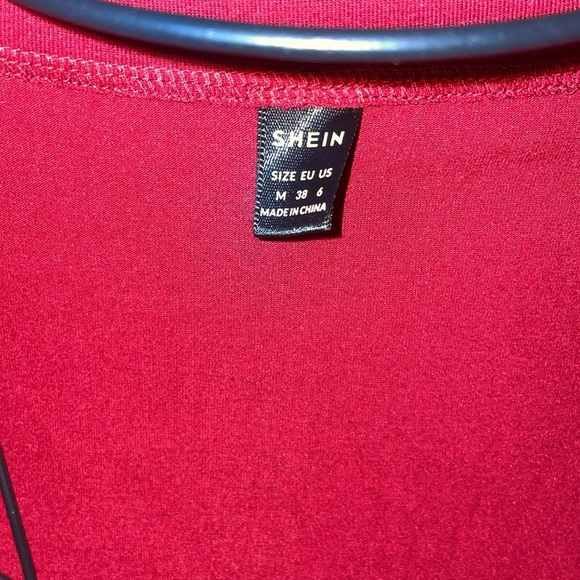 SHEIN
SIZE EU US
M 38 6
MADE IN CHINA